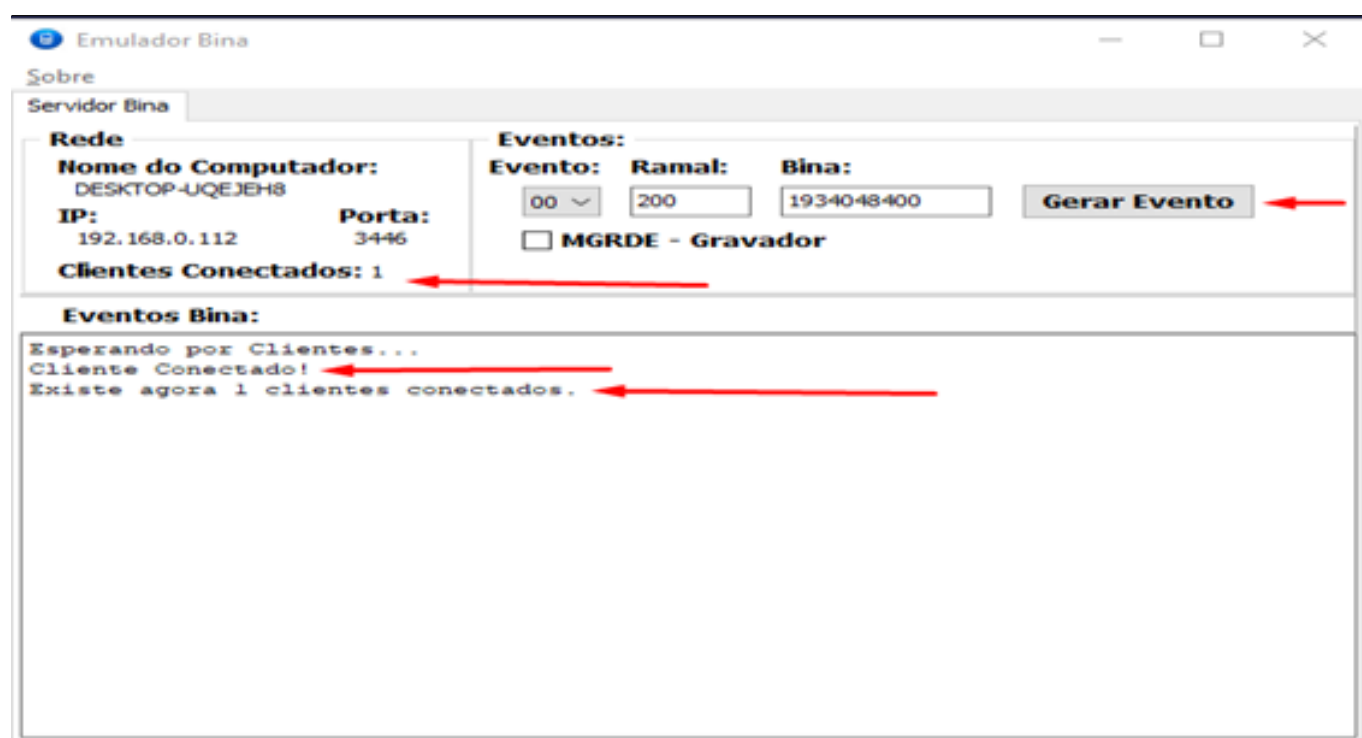 Emulador Bina
Sobre
Servidor Bina
Rede
Nome do Computador:
DESKTOP-UQEJEH8
IP: Porta:
192.168.0.112 3446
Clientes Conectados: 1
Eventos:
Evento: Ramal: Bina:
00 200 1934048400 Gerar Evento
MGRDE - Gravador
Eventos Bina:
Esperando por Clientes...
Cliente Conectado!
Existe agora 1 clientes conectados.